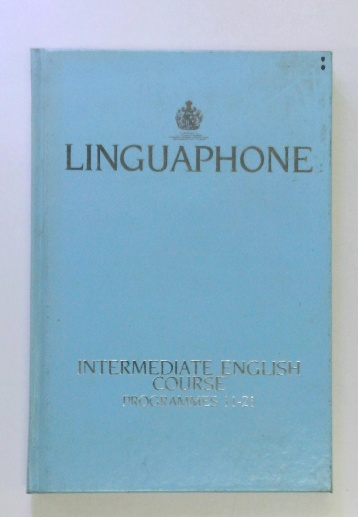 LINGUAPHONE
INTERMEDIATE ENGLISH
COURSE
PROGRAMMES 11-21